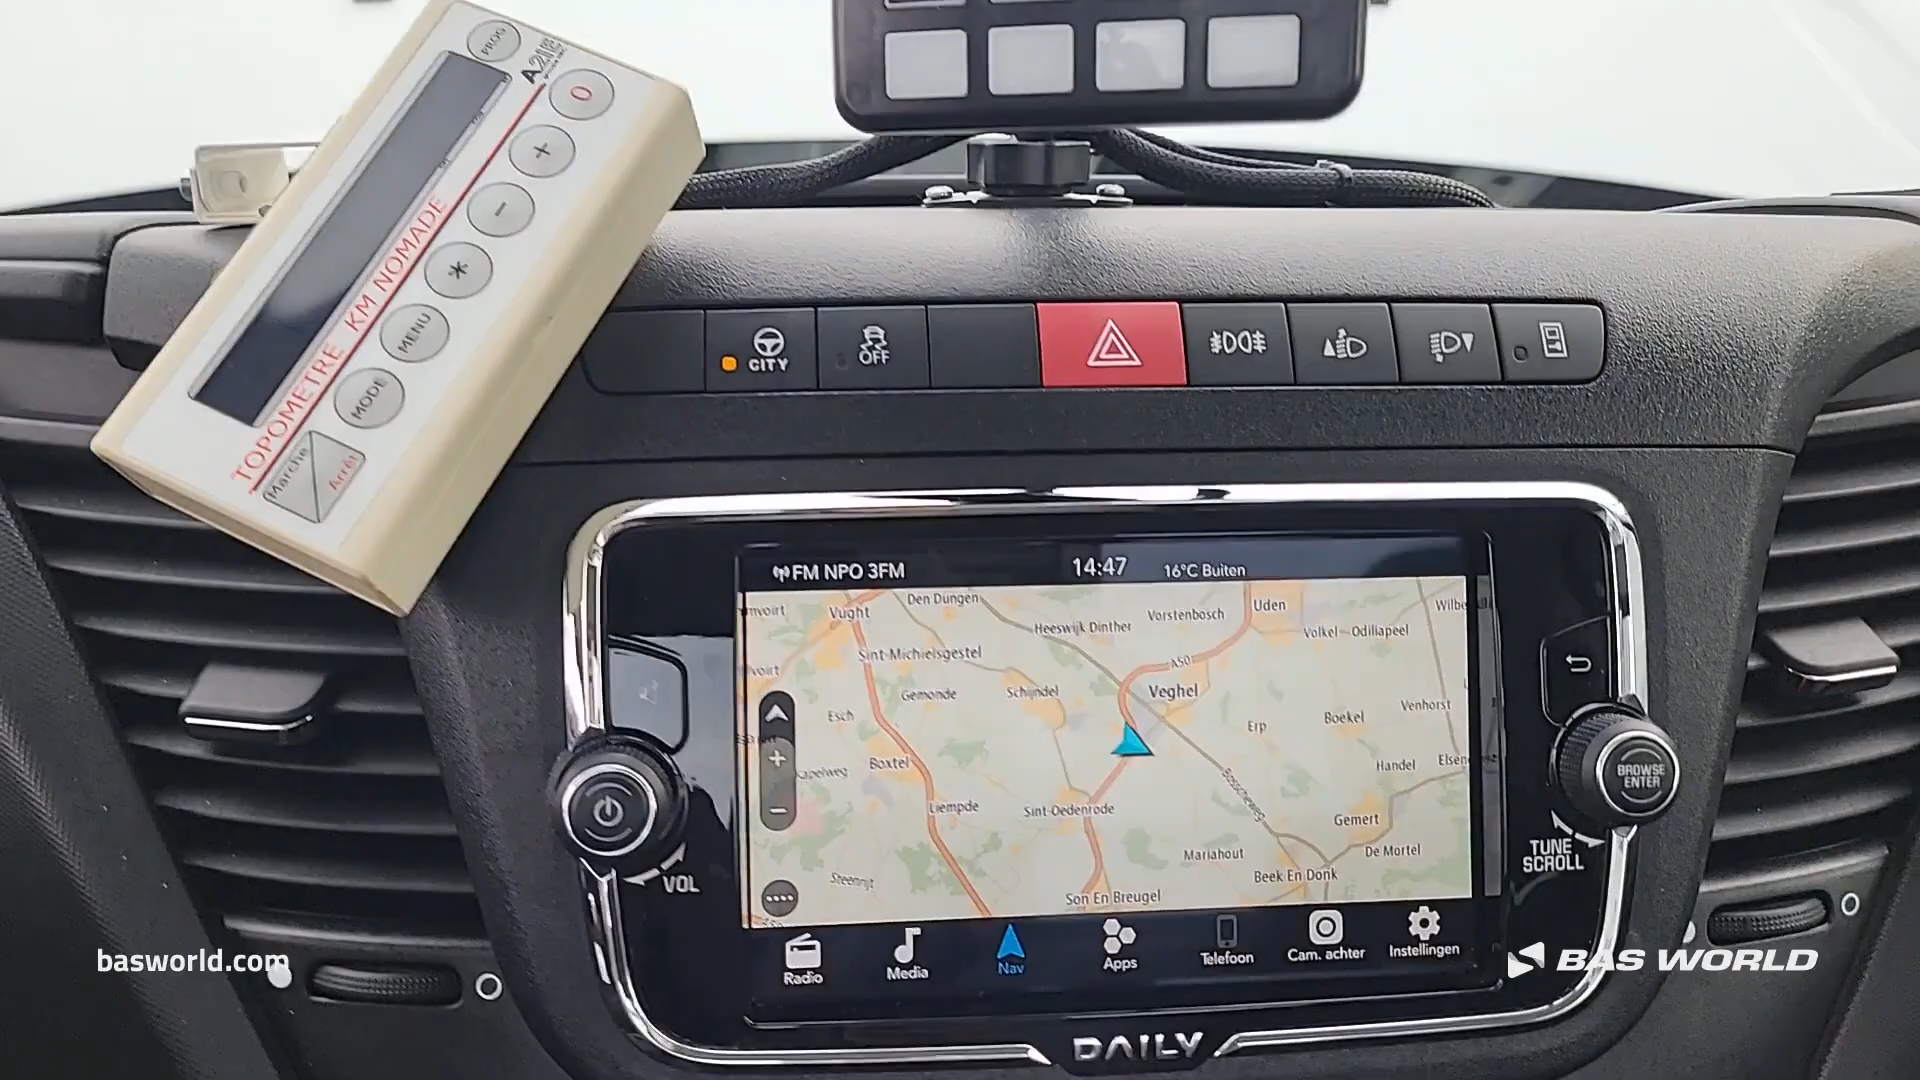 PROG
A2IE
0
+
-
*
MENU
MODE
TOPOMETRE KM NOMADE
Marche
Arrêt
CITY
OFF
FM NPO 3FM
14:47
16°C Buiten
Vught
Den Dungen
Vorstenbosch
Uden
Heeswijk Dinther
Volkel - Odiliapeel
Sint-Michielsgestel
A50
Gemonde
Schijndel
Veghel
Esch
Erp
Boekel
Venhorst
Boxtel
Bosscheweg
Handel
Liempde
Sint-Oedenrode
Gemert
Mariahout
De Mortel
Beek En Donk
Son En Breugel
+
-
VOL
BROWSE
ENTER
TUNE
SCROLL
Radio
Media
Nav
Apps
Telefoon
Cam. achter
Instellingen
basworld.com
BAS WORLD
DAILY